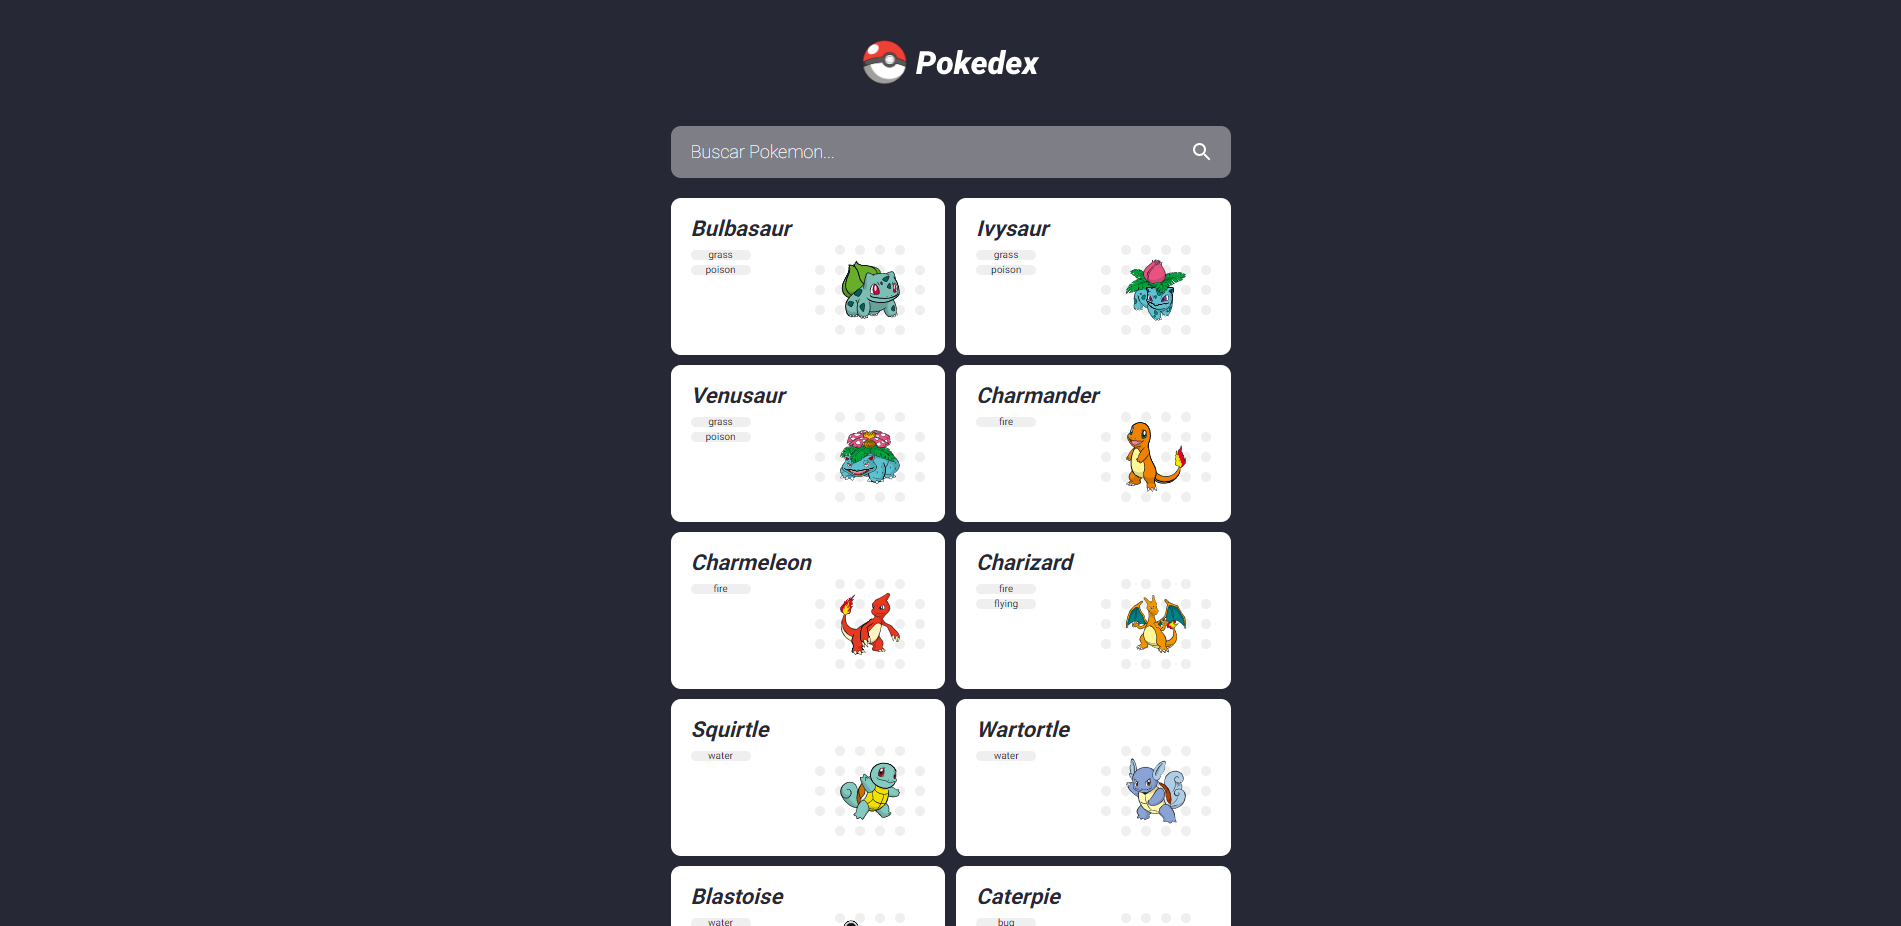 Pokedex
Buscar Pokemon...
Bulbasaur
grass
poison
Ivysaur
grass
poison
Venusaur
grass
poison
Charmander
fire
Charmeleon
fire
Charizard
fire
flying
Squirtle
water
Wartortle
water
Blastoise
water
Caterpie
bug